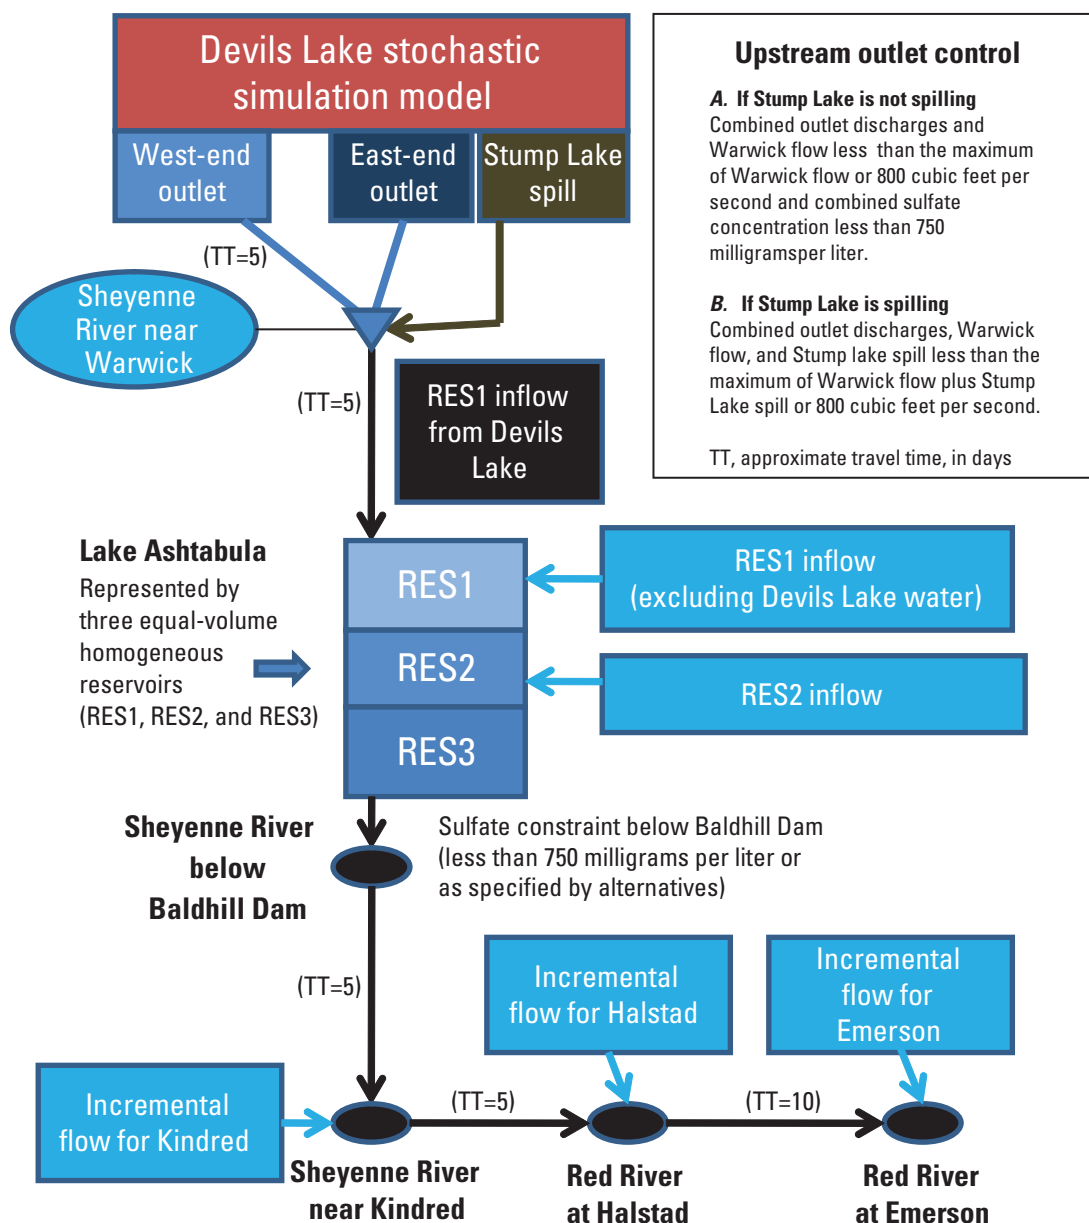 Devils Lake stochastic
simulation model
West-end
outlet
East-end
outlet
Stump Lake
spill
(TT=5)
Sheyenne
River near
Warwick
(TT=5)
RES1 inflow
from Devils
Lake
Upstream outlet control
A. If Stump Lake is not spilling
Combined outlet discharges and
Warwick flow less than the maximum
of Warwick flow or 800 cubic feet per
second and combined sulfate
concentration less than 750
milligramsper liter.
B. If Stump Lake is spilling
Combined outlet discharges, Warwick
flow, and Stump lake spill less than the
maximum of Warwick flow plus Stump
Lake spill or 800 cubic feet per second.
TT, approximate travel time, in days
Lake Ashtabula
Represented by
three equal-volume
homogeneous
reservoirs
(RES1, RES2, and RES3)
RES1
RES2
RES3
RES1 inflow
(excluding Devils Lake water)
RES2 inflow
Sheyenne River
below
Baldhill Dam
Sulfate constraint below Baldhill Dam
(less than 750 milligrams per liter or
as specified by alternatives)
(TT=5)
Incremental
flow for Halstad
Incremental
flow for
Emerson
Incremental
flow for Kindred
(TT=5)
(TT=10)
Sheyenne River
near Kindred
Red River
at Halstad
Red River
at Emerson